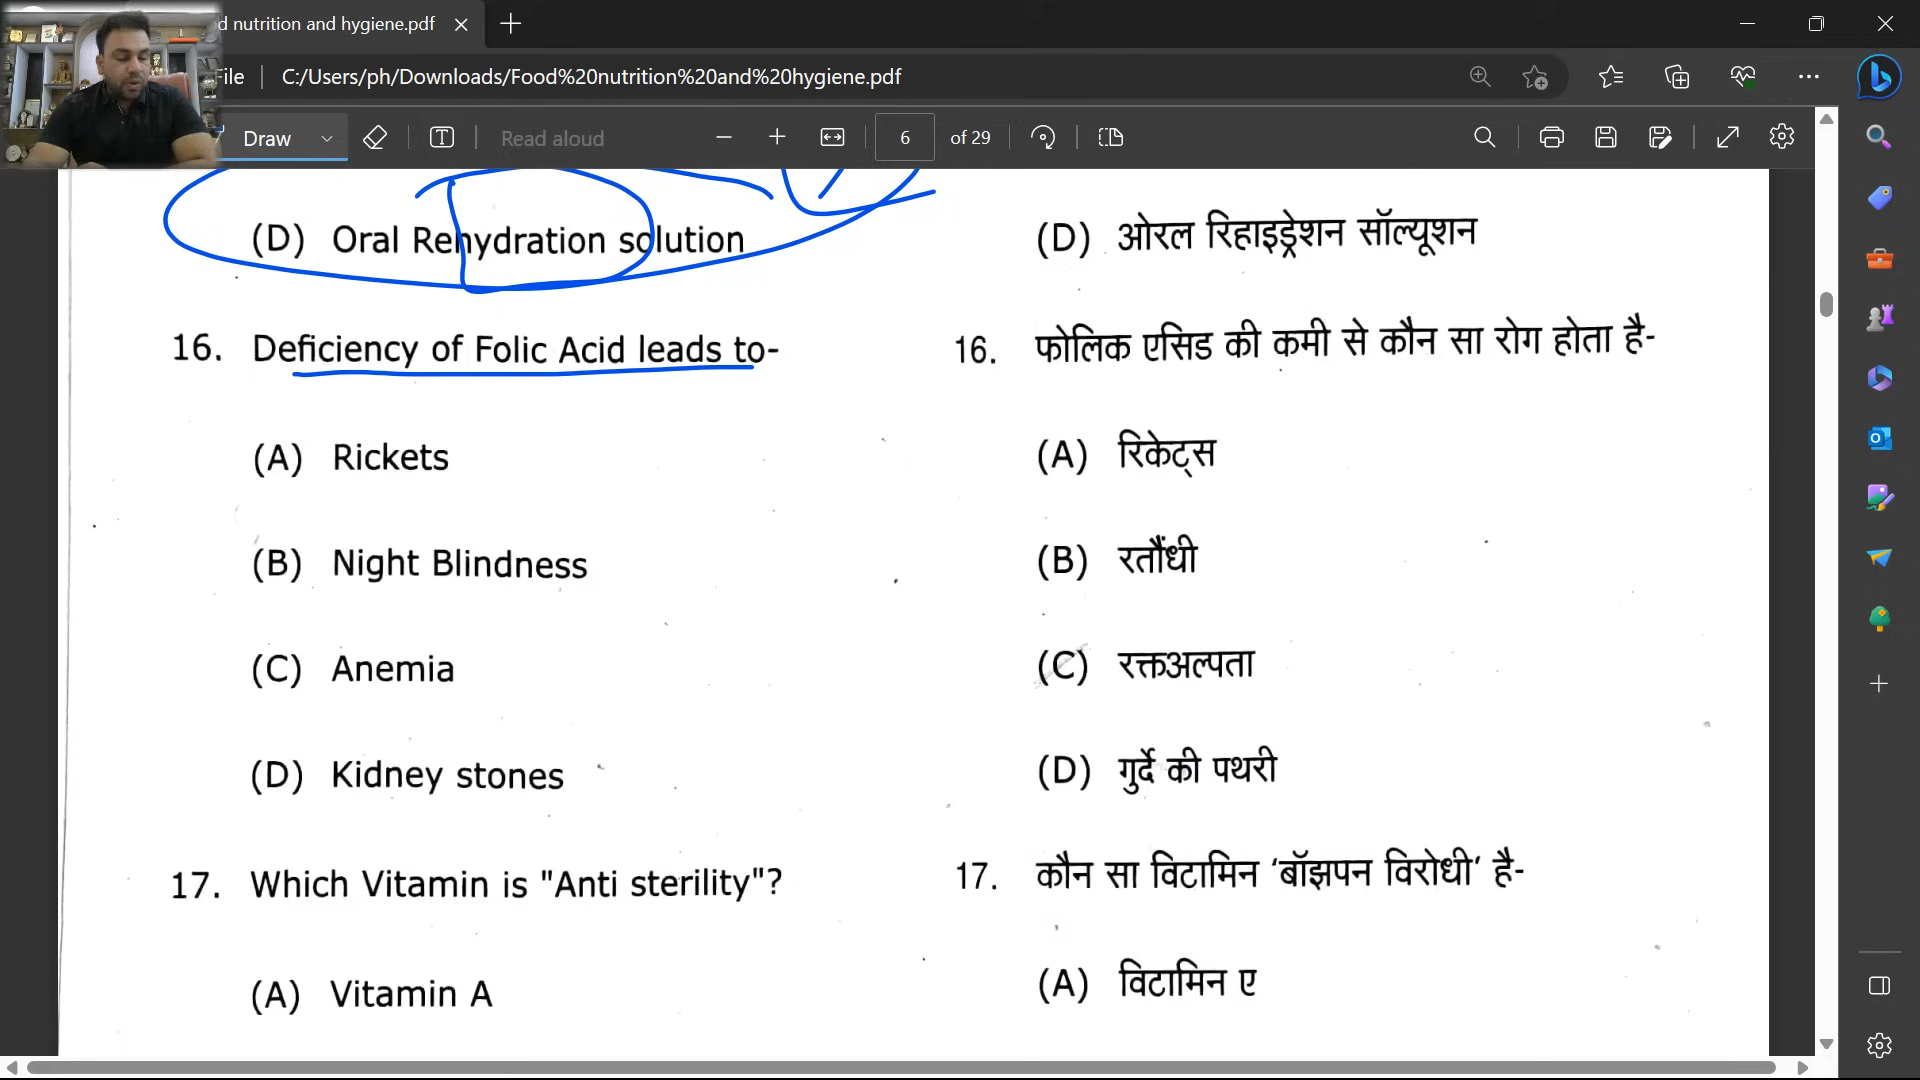 d nutrition and hygiene.pdf
File
C:/Users/ph/Downloads/Food%20nutrition%20and%20hygiene.pdf
Draw
Read aloud
6
of 29
(D) Oral Rehydration solution
(D) ओरल रिहाइड्रेशन सॉल्यूशन
16. Deficiency of Folic Acid leads to-
16. फोलिक एसिड की कमी से कौन सा रोग होता है-
(A) Rickets
(A) रिकेट्स
(B) Night Blindness
(B) रतौंधी
(C) Anemia
(C) रक्तअल्पता
(D) Kidney stones
(D) गुर्दे की पथरी
17. Which Vitamin is "Anti sterility"?
17. कौन सा विटामिन ‘बॉझपन विरोधी’ है-
(A) Vitamin A
(A) विटामिन ए